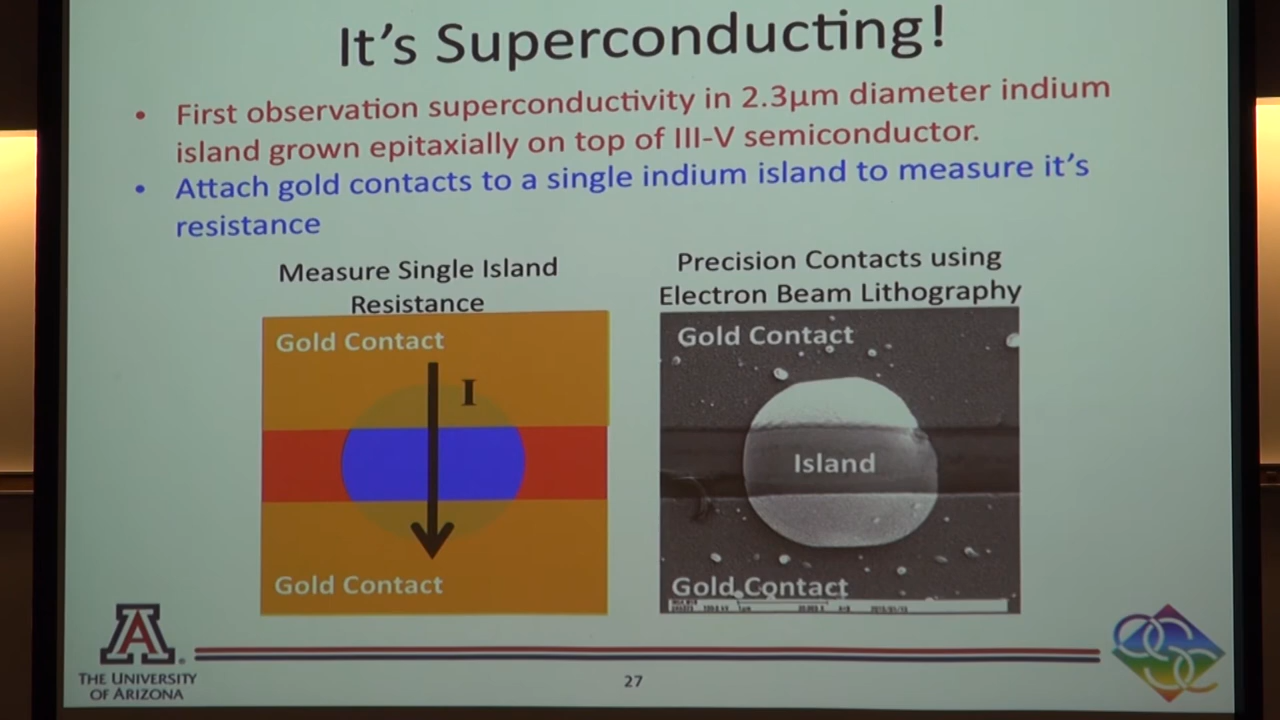 It's Superconducting!
• First observation superconductivity in 2.3μm diameter indium
island grown epitaxially on top of III-V semiconductor.
• Attach gold contacts to a single indium island to measure it's
resistance
Measure Single Island
Resistance
Gold Contact
I
Gold Contact
Precision Contacts using
Electron Beam Lithography
Gold Contact
Island
Gold Contact
A
THE UNIVERSITY
OF ARIZONA
27
OSC